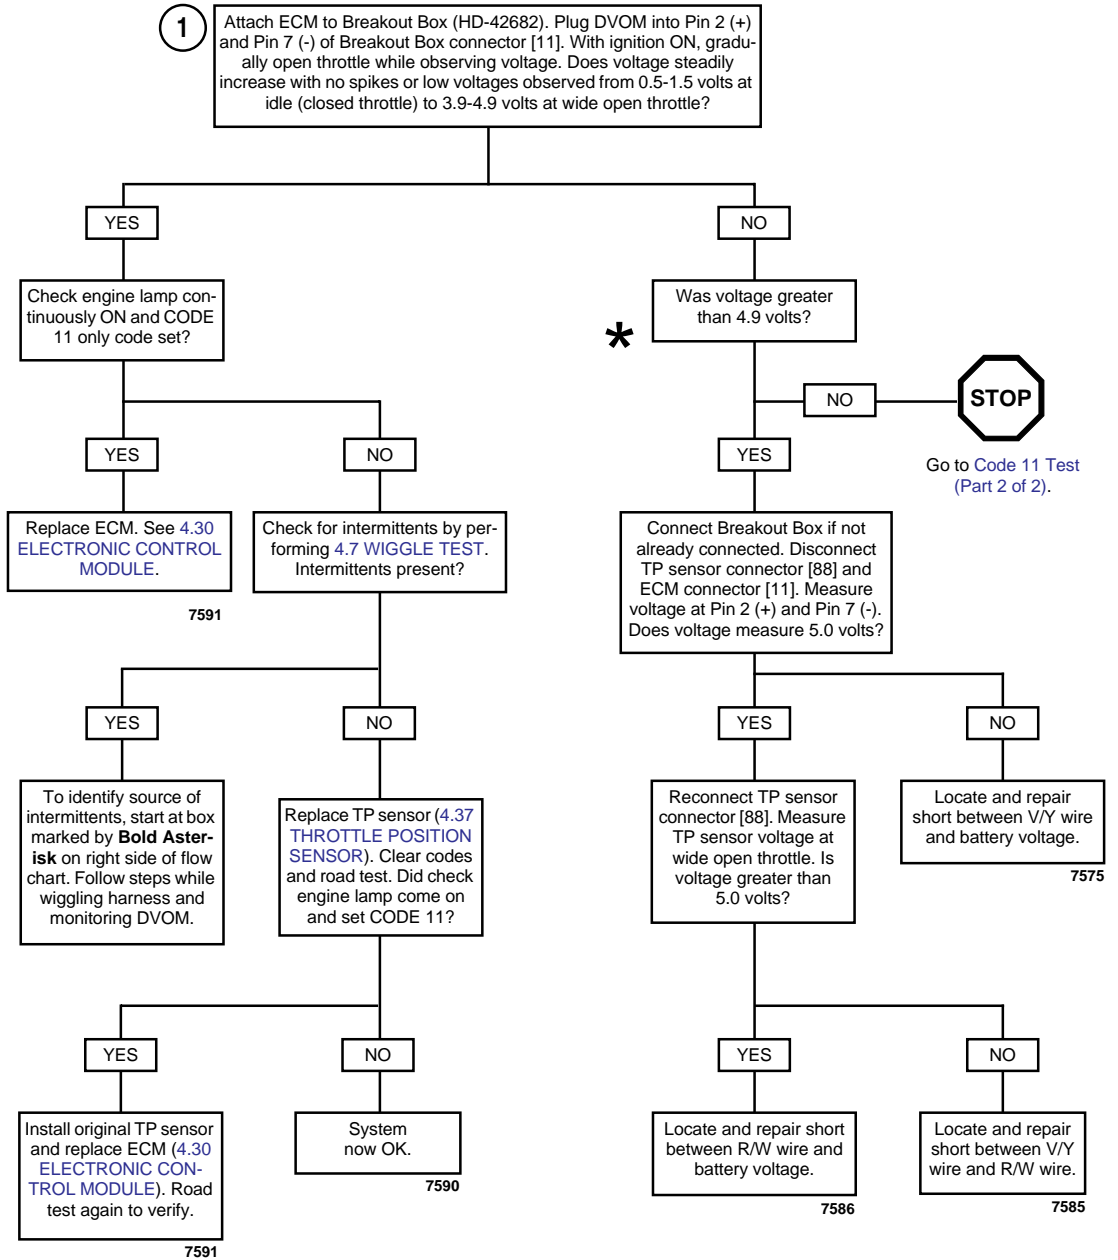 1
Attach ECM to Breakout Box (HD-42682). Plug DVOM into Pin 2 (+)
and Pin 7 (-) of Breakout Box connector [11]. With ignition ON, gradu-
ally open throttle while observing voltage. Does voltage steadily
increase with no spikes or low voltages observed from 0.5-1.5 volts at
idle (closed throttle) to 3.9-4.9 volts at wide open throttle?
YES
NO
Check engine lamp con-
tinuously ON and CODE
11 only code set?
*
Was voltage greater
than 4.9 volts?
NO
STOP
Go to Code 11 Test
(Part 2 of 2).
YES
NO
YES
Replace ECM. See 4.30
ELECTRONIC CONTROL
MODULE.
7591
Check for intermittents by per-
forming 4.7 WIGGLE TEST.
Intermittents present?
Connect Breakout Box if not
already connected. Disconnect
TP sensor connector [88] and
ECM connector [11]. Measure
voltage at Pin 2 (+) and Pin 7 (-).
Does voltage measure 5.0 volts?
YES
NO
YES
NO
To identify source of
intermittents, start at box
marked by Bold Aster-
isk on right side of flow
chart. Follow steps while
wiggling harness and
monitoring DVOM.
Replace TP sensor (4.37
THROTTLE POSITION
SENSOR). Clear codes
and road test. Did check
engine lamp come on
and set CODE 11?
Reconnect TP sensor
connector [88]. Measure
TP sensor voltage at
wide open throttle. Is
voltage greater than
5.0 volts?
Locate and repair
short between V/Y wire
and battery voltage.
7575
YES
NO
YES
NO
Install original TP sensor
and replace ECM (4.30
ELECTRONIC CON-
TROL MODULE). Road
test again to verify.
7591
System
now OK.
7590
Locate and repair short
between R/W wire and
battery voltage.
7586
Locate and repair
short between V/Y
wire and R/W wire.
7585